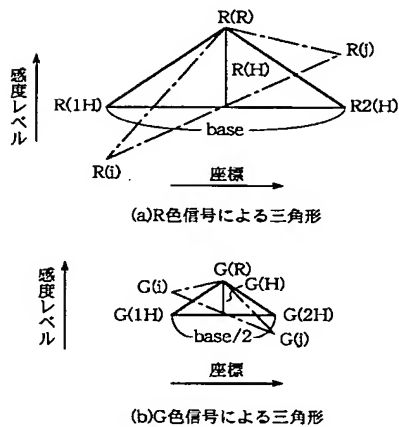 R(R)
R(j)
R(H)
R(1H)
R2(H)
base
R(i)
感度レベル
座標
(a)R色信号による三角形
G(R)
G(i)
G(H)
G(1H)
G(2H)
base/2
G(j)
感度レベル
座標
(b)G色信号による三角形